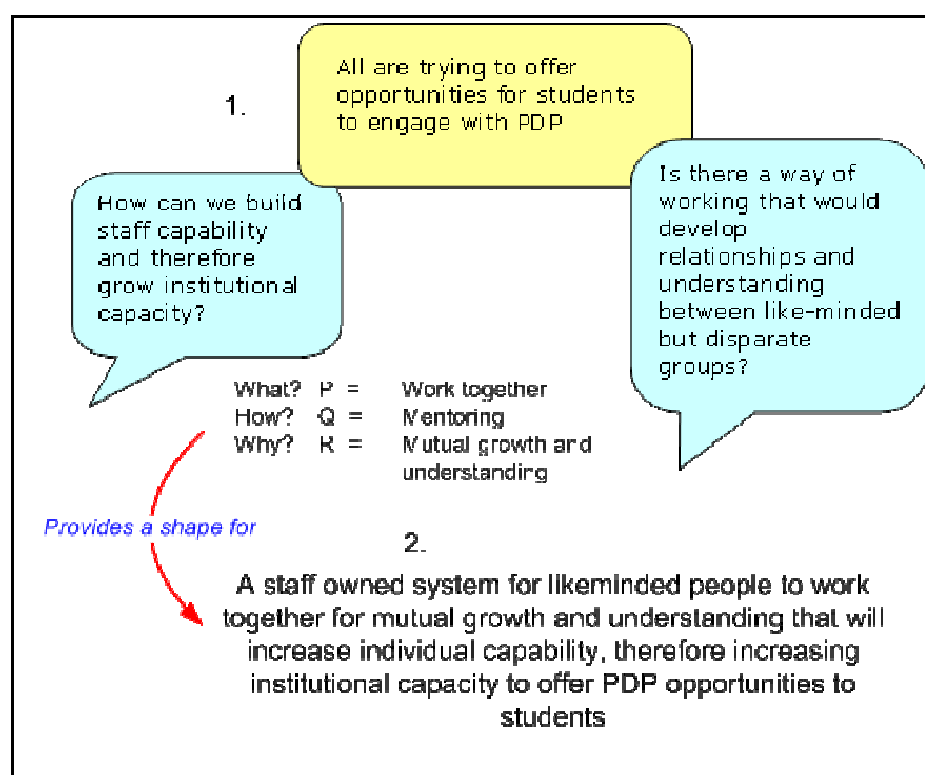 1.
All are trying to offer
opportunities for students
to engage with PDP
How can we build
staff capability
and therefore
grow institutional
capacity?
Is there a way of
working that would
develop
relationships and
understanding
between like-minded
but disparate
groups?
What? P = Work together
How? Q = Mentoring
Why? R = Mutual growth and
understanding
Provides a shape for
2.
A staff owned system for likeminded people to work
together for mutual growth and understanding that will
increase individual capability, therefore increasing
institutional capacity to offer PDP opportunities to
students